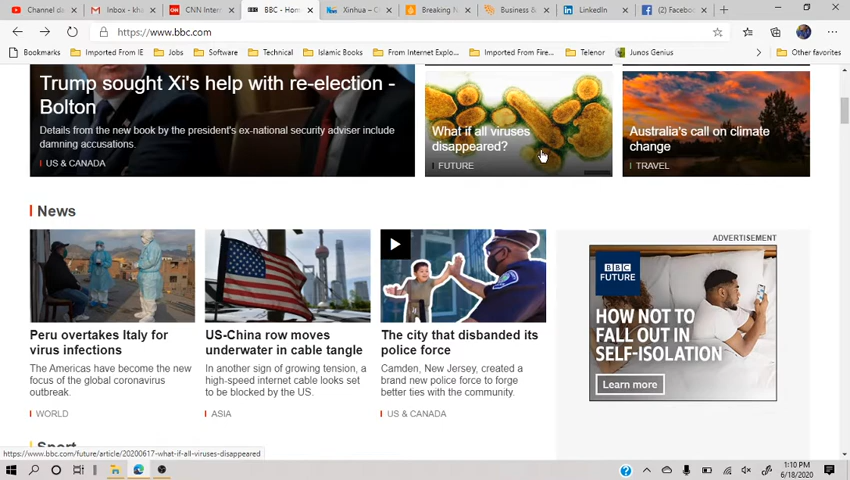 Channel da
Inbox - kha
CNN Intern
BBC - Hom
Xinhua – C
Breaking N
Business &
LinkedIn
(2) Facebo
https://www.bbc.com
Bookmarks
Imported From IE
Jobs
Software
Technical
Islamic Books
From Internet Explo...
Imported From Fire...
Telenor
Junos Genius
Other favorites
Trump sought Xi's help with re-election -
Bolton
Details from the new book by the president's ex-national security adviser include
damning accusations.
US & CANADA
What if all viruses
disappeared?
FUTURE
Australia's call on climate
change
TRAVEL
News
Peru overtakes Italy for
virus infections
The Americas have become the new
focus of the global coronavirus
outbreak.
WORLD
US-China row moves
underwater in cable tangle
In another sign of growing tension, a
high-speed internet cable looks set
to be blocked by the US.
ASIA
The city that disbanded its
police force
Camden, New Jersey, created a
brand new police force to forge
better ties with the community.
US & CANADA
ADVERTISEMENT
BBC
FUTURE
HOW NOT TO
FALL OUT IN
SELF-ISOLATION
Learn more
Sport
https://www.bbc.com/future/article/20200617-what-if-all-viruses-disappeared
1:10 PM
6/18/2020